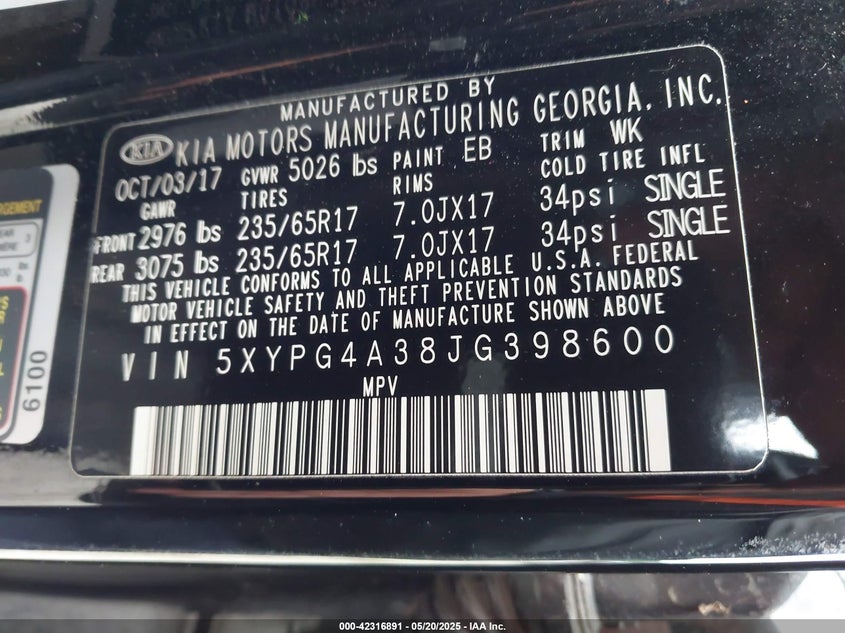 MANUFACTURED BY
KIA KIA MOTORS MANUFACTURING GEORGIA, INC.
OCT/03/17 GVWR 5026 lbs PAINT EB TRIM WK
GAWR TIRES RIMS COLD TIRE INFL
FRONT 2976 lbs 235/65R17 7.0JX17 34psi SINGLE
REAR 3075 lbs 235/65R17 7.0JX17 34psi SINGLE
THIS VEHICLE CONFORMS TO ALL APPLICABLE U.S.A. FEDERAL
MOTOR VEHICLE SAFETY AND THEFT PREVENTION STANDARDS
IN EFFECT ON THE DATE OF MANUFACTURE SHOWN ABOVE
VIN 5XYPG4A38JG398600
MPV
6100
000-42316891 - 05/20/2025 - IAA Inc.